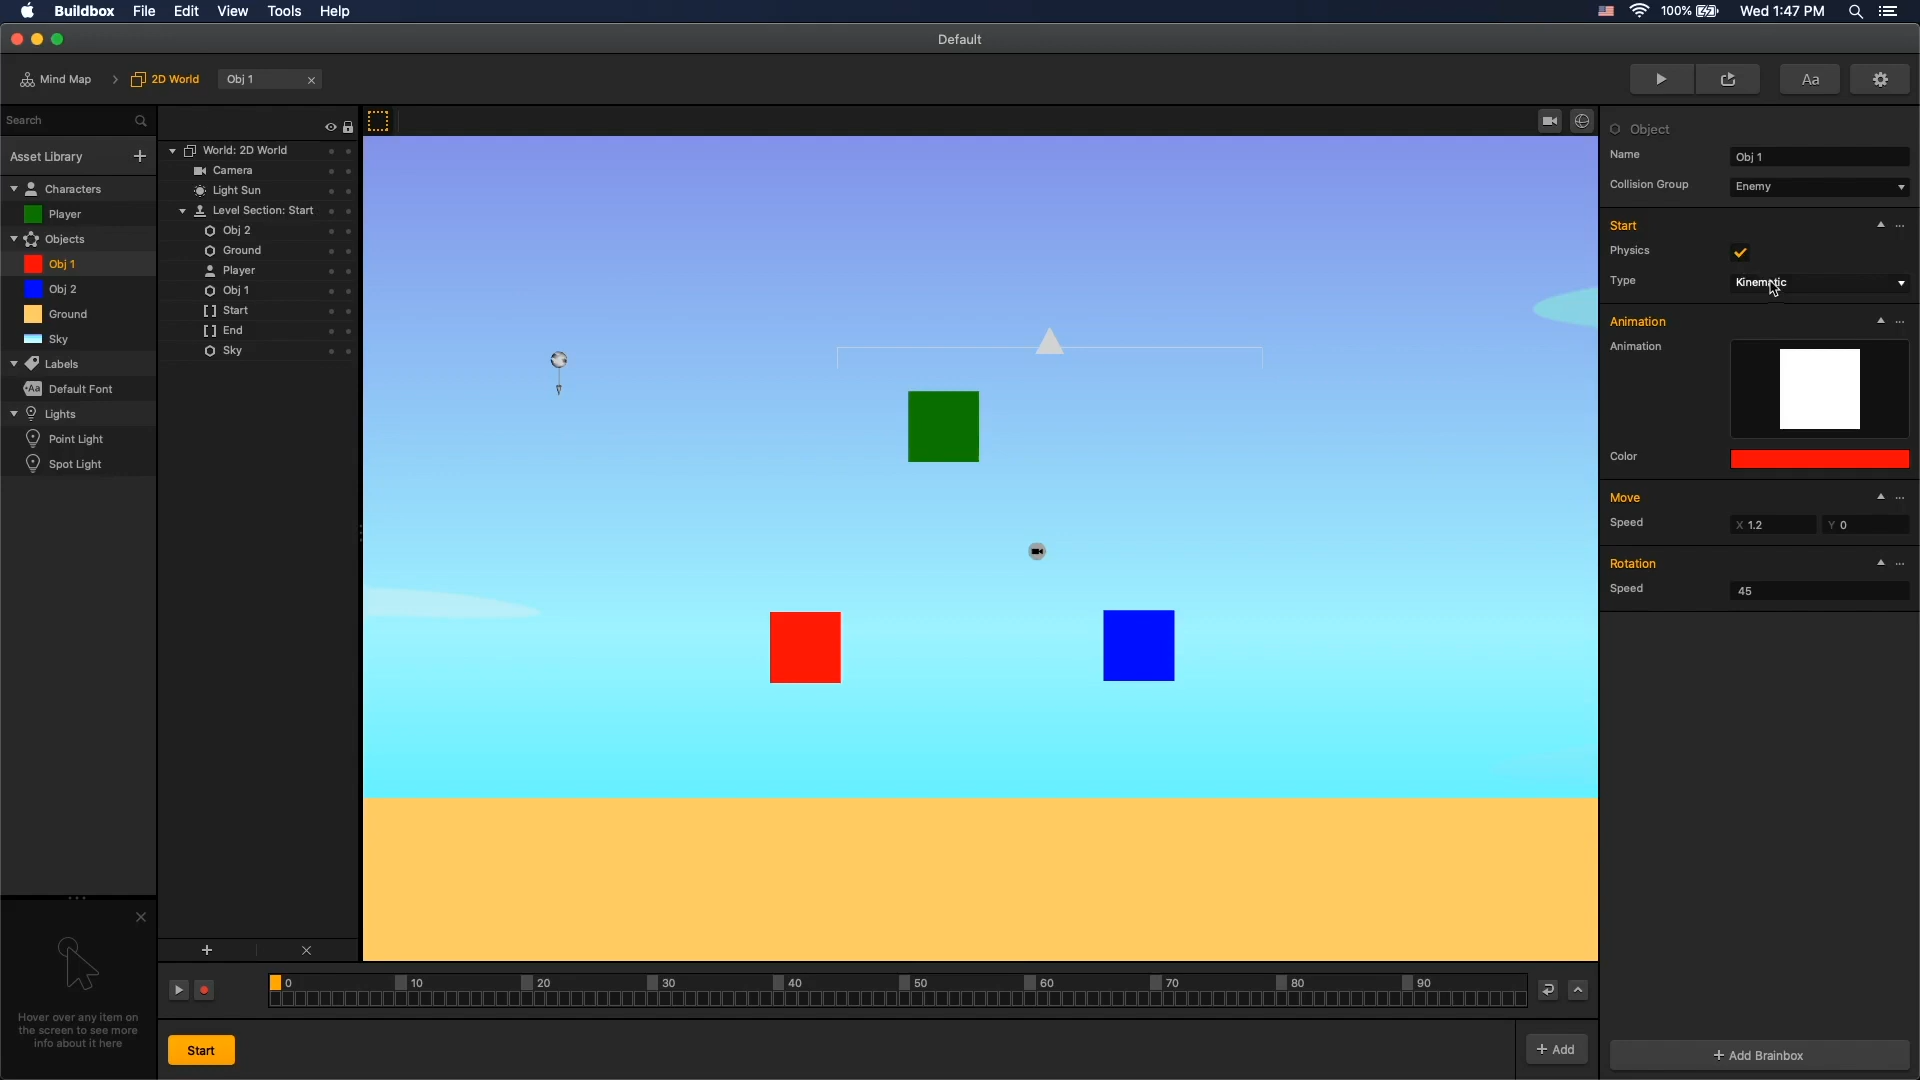 Buildbox File Edit View Tools Help
100% Wed 1:47 PM
Default
Mind Map 2D World Obj 1
Aa
Search
Asset Library
Characters
Player
Objects
Obj 1
Obj 2
Ground
Sky
Labels
Aa Default Font
Lights
Point Light
Spot Light
Hover over any item on
the screen to see more
info about it here
World: 2D World
Camera
Light Sun
Level Section: Start
Obj 2
Ground
Player
Obj 1
Start
End
Sky
0 10 20 30 40 50 60 70 80 90
Start
+ Add
Object
Name Obj 1
Collision Group Enemy
Start
Physics
Type Kinematic
Animation
Animation
Color
Move
Speed X 1.2 Y 0
Rotation
Speed 45
+ Add Brainbox